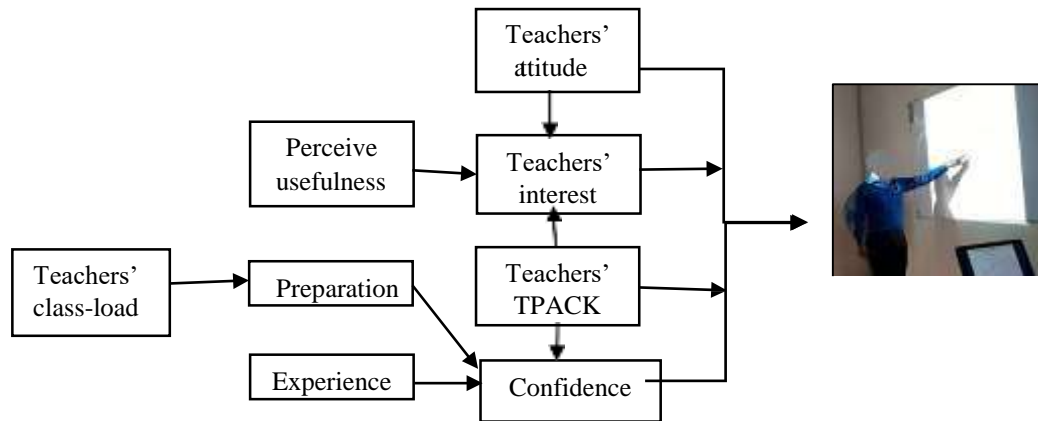 Teachers’
attitude
Perceive
usefulness
Teachers’
interest
Teachers’
class-load
Preparation
Teachers’
TPACK
Experience
Confidence